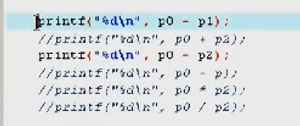 printf("%d\n", p0 - p1);
//printf("%d\n", p0 + p2);
printf("%d\n", p0 - p2);
//printf("%d\n", p0 - p);
//printf("%d\n", p0 * p2);
//printf("%d\n", p0 / p2);